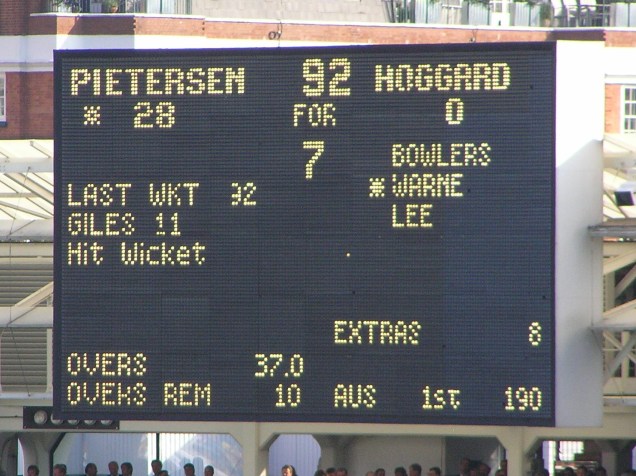 PIETERSEN 92 HOGGARD
* 28 FOR 0
7 BOWLERS
LAST WKT 92 * WARNE
GILES 11 LEE
Hit Wicket
EXTRAS 8
OVERS 37.0
OVERS REM 10 AUS 1st 190